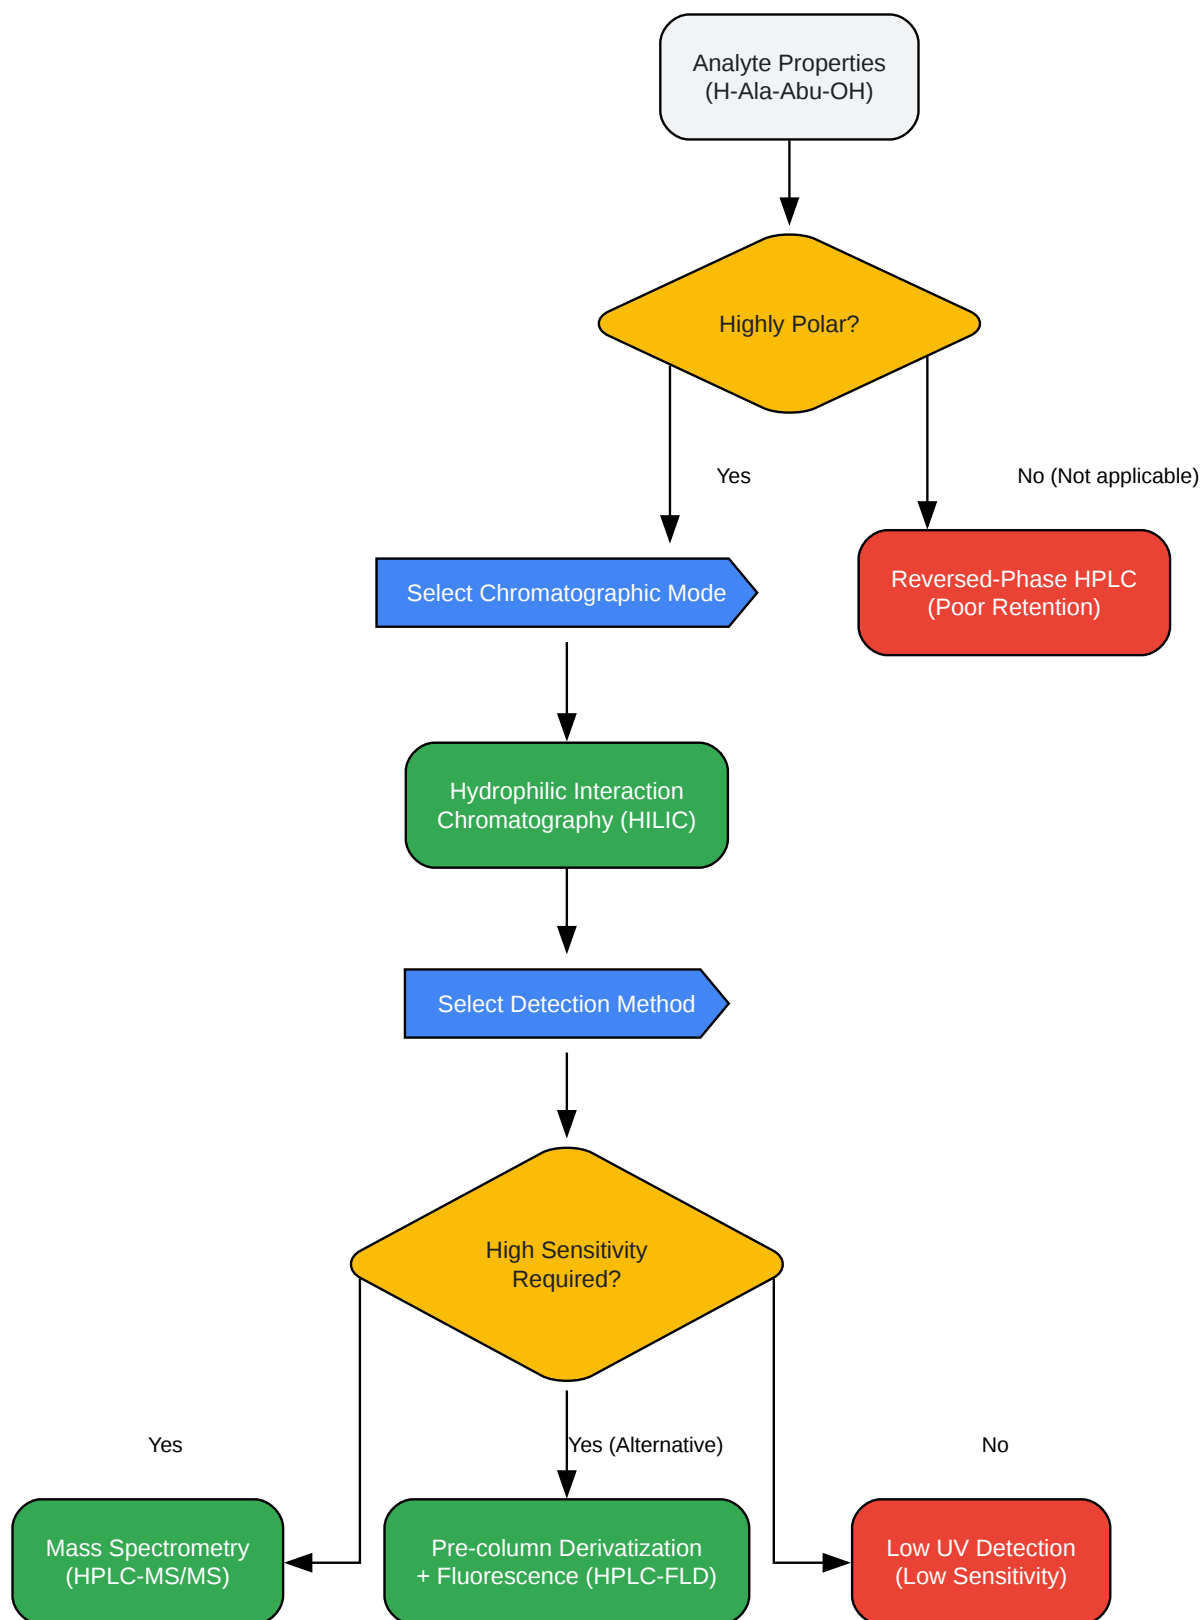 Analyte Properties
(H-Ala-Abu-OH)
Highly Polar?
Yes
No (Not applicable)
Select Chromatographic Mode
Reversed-Phase HPLC
(Poor Retention)
Hydrophilic Interaction
Chromatography (HILIC)
Select Detection Method
High Sensitivity
Required?
Yes
Yes (Alternative)
No
Mass Spectrometry
(HPLC-MS/MS)
Pre-column Derivatization
+ Fluorescence (HPLC-FLD)
Low UV Detection
(Low Sensitivity)